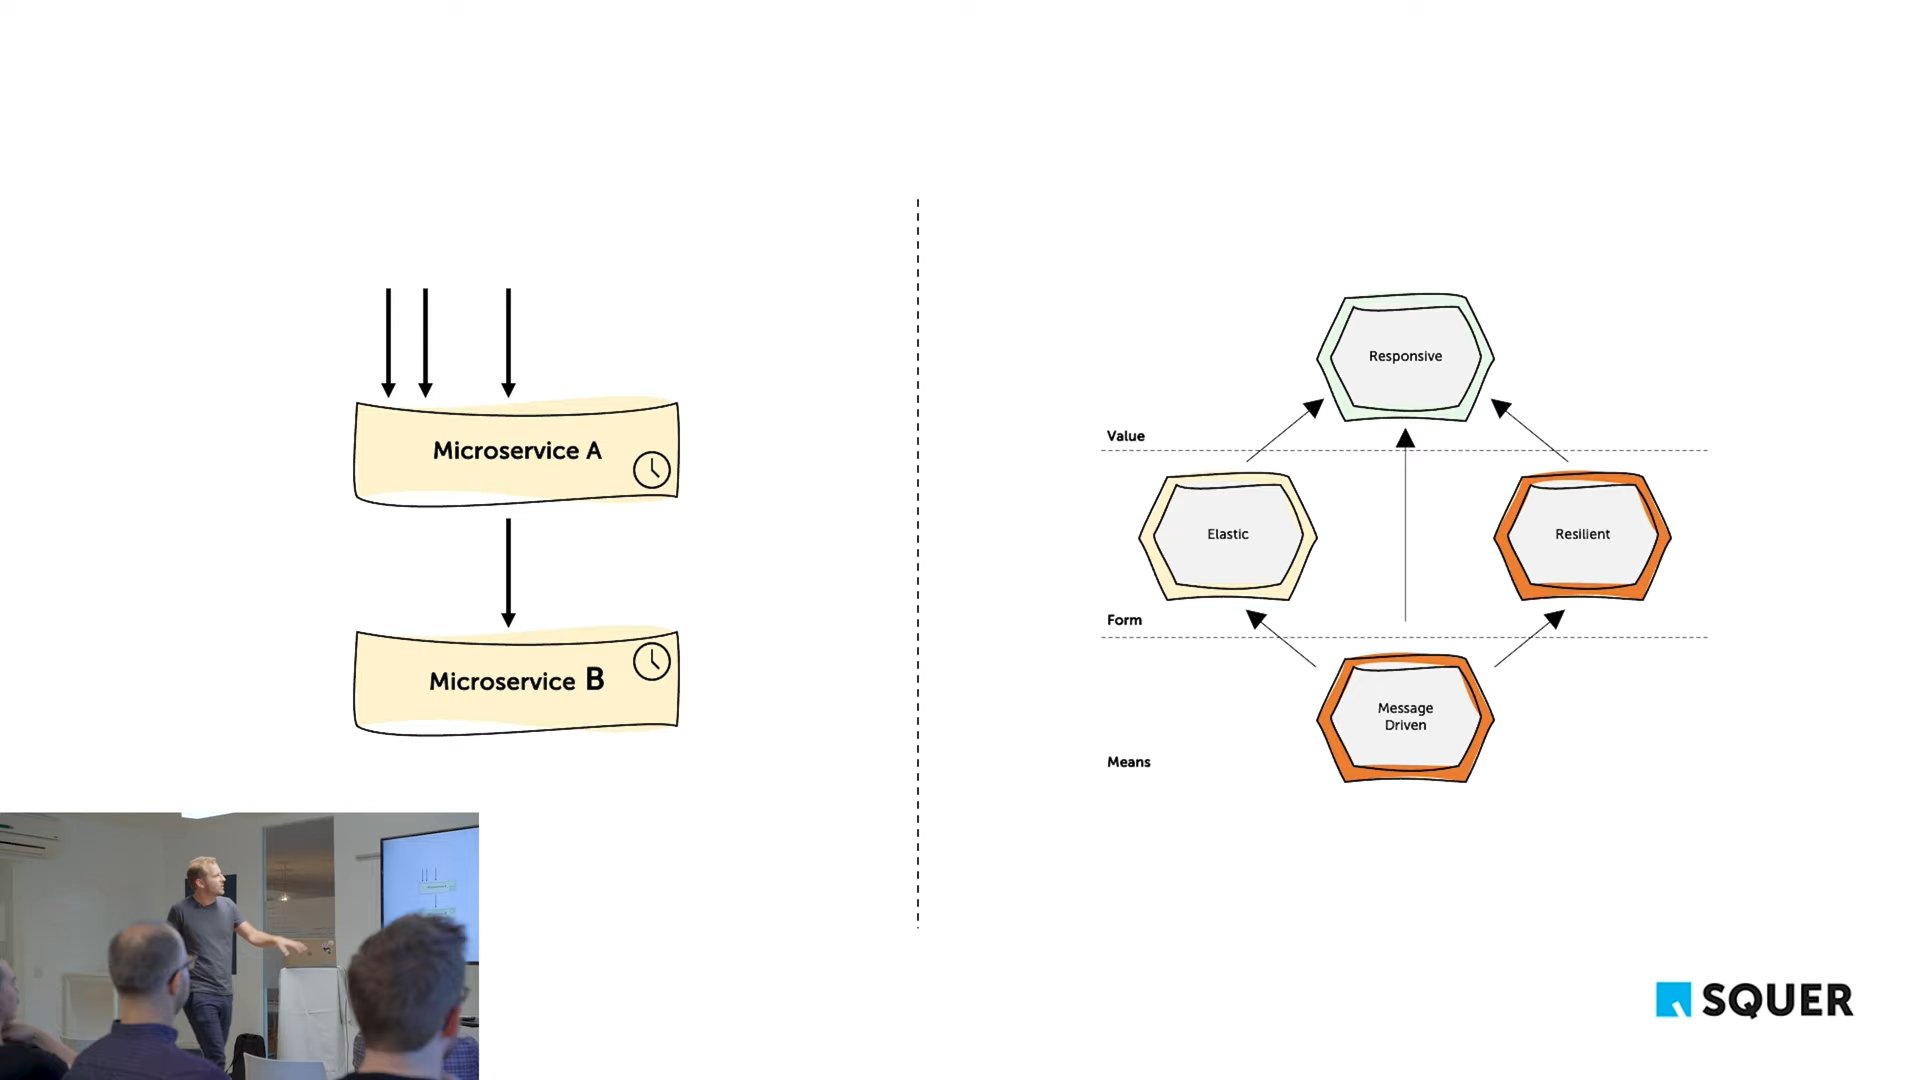 Microservice A
Microservice B
Responsive
Value
Elastic
Resilient
Form
Message
Driven
Means
SQUER